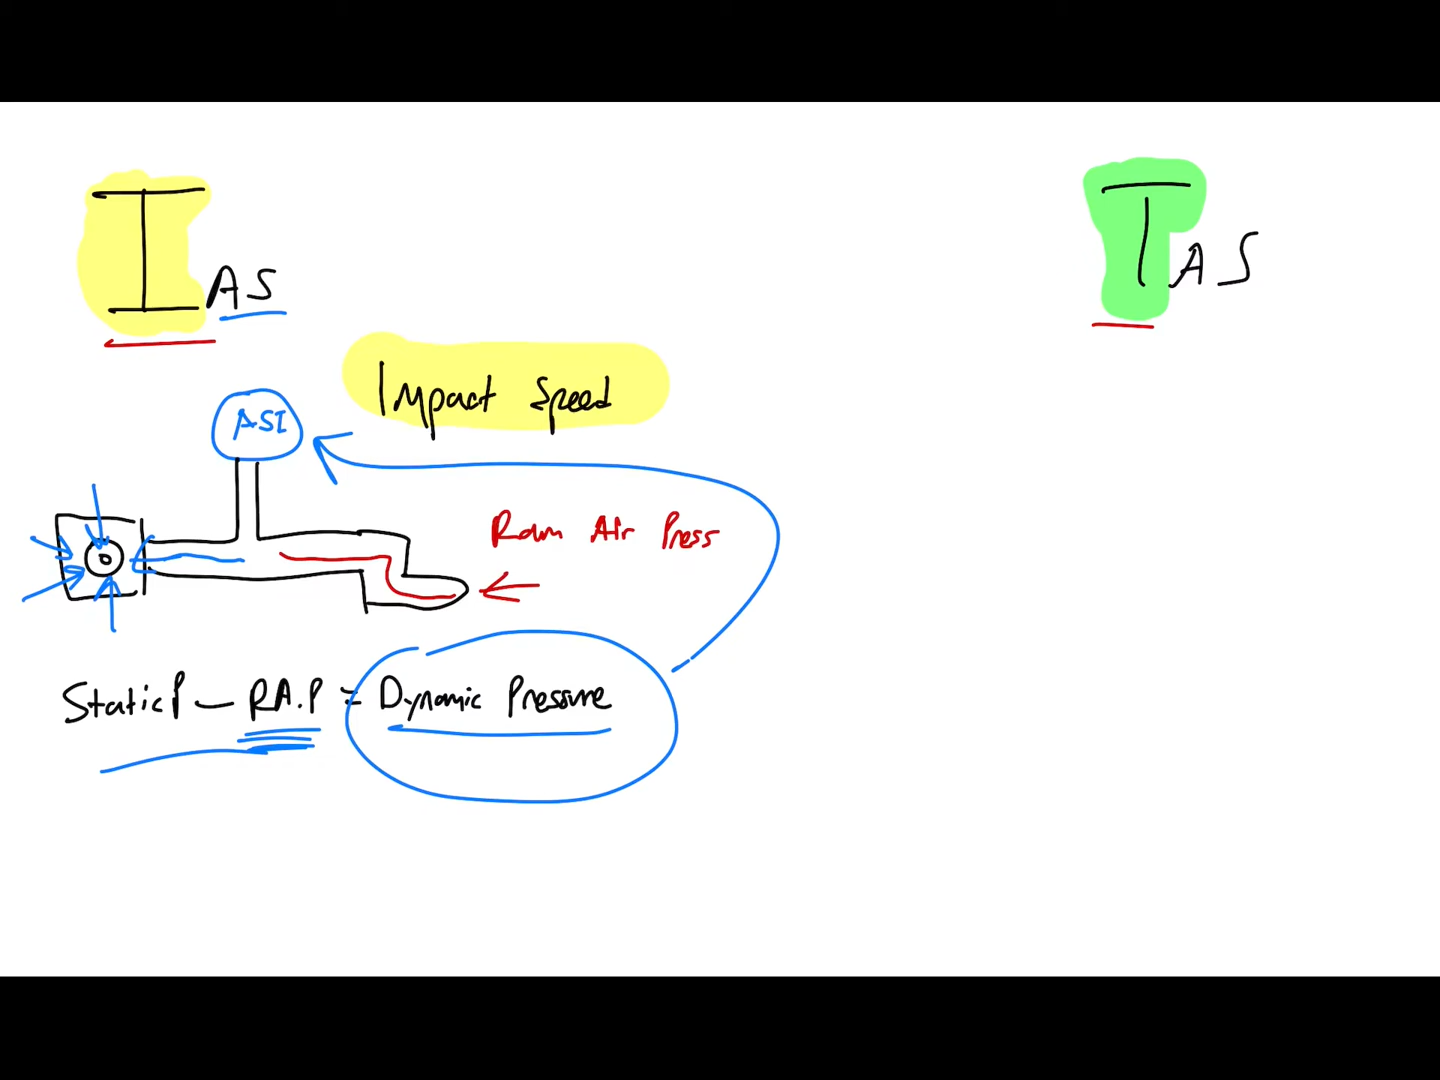 IAS
TAS
Impact Speed
ASI
Ram Air Press
Static P - RA.P = Dynamic Pressure